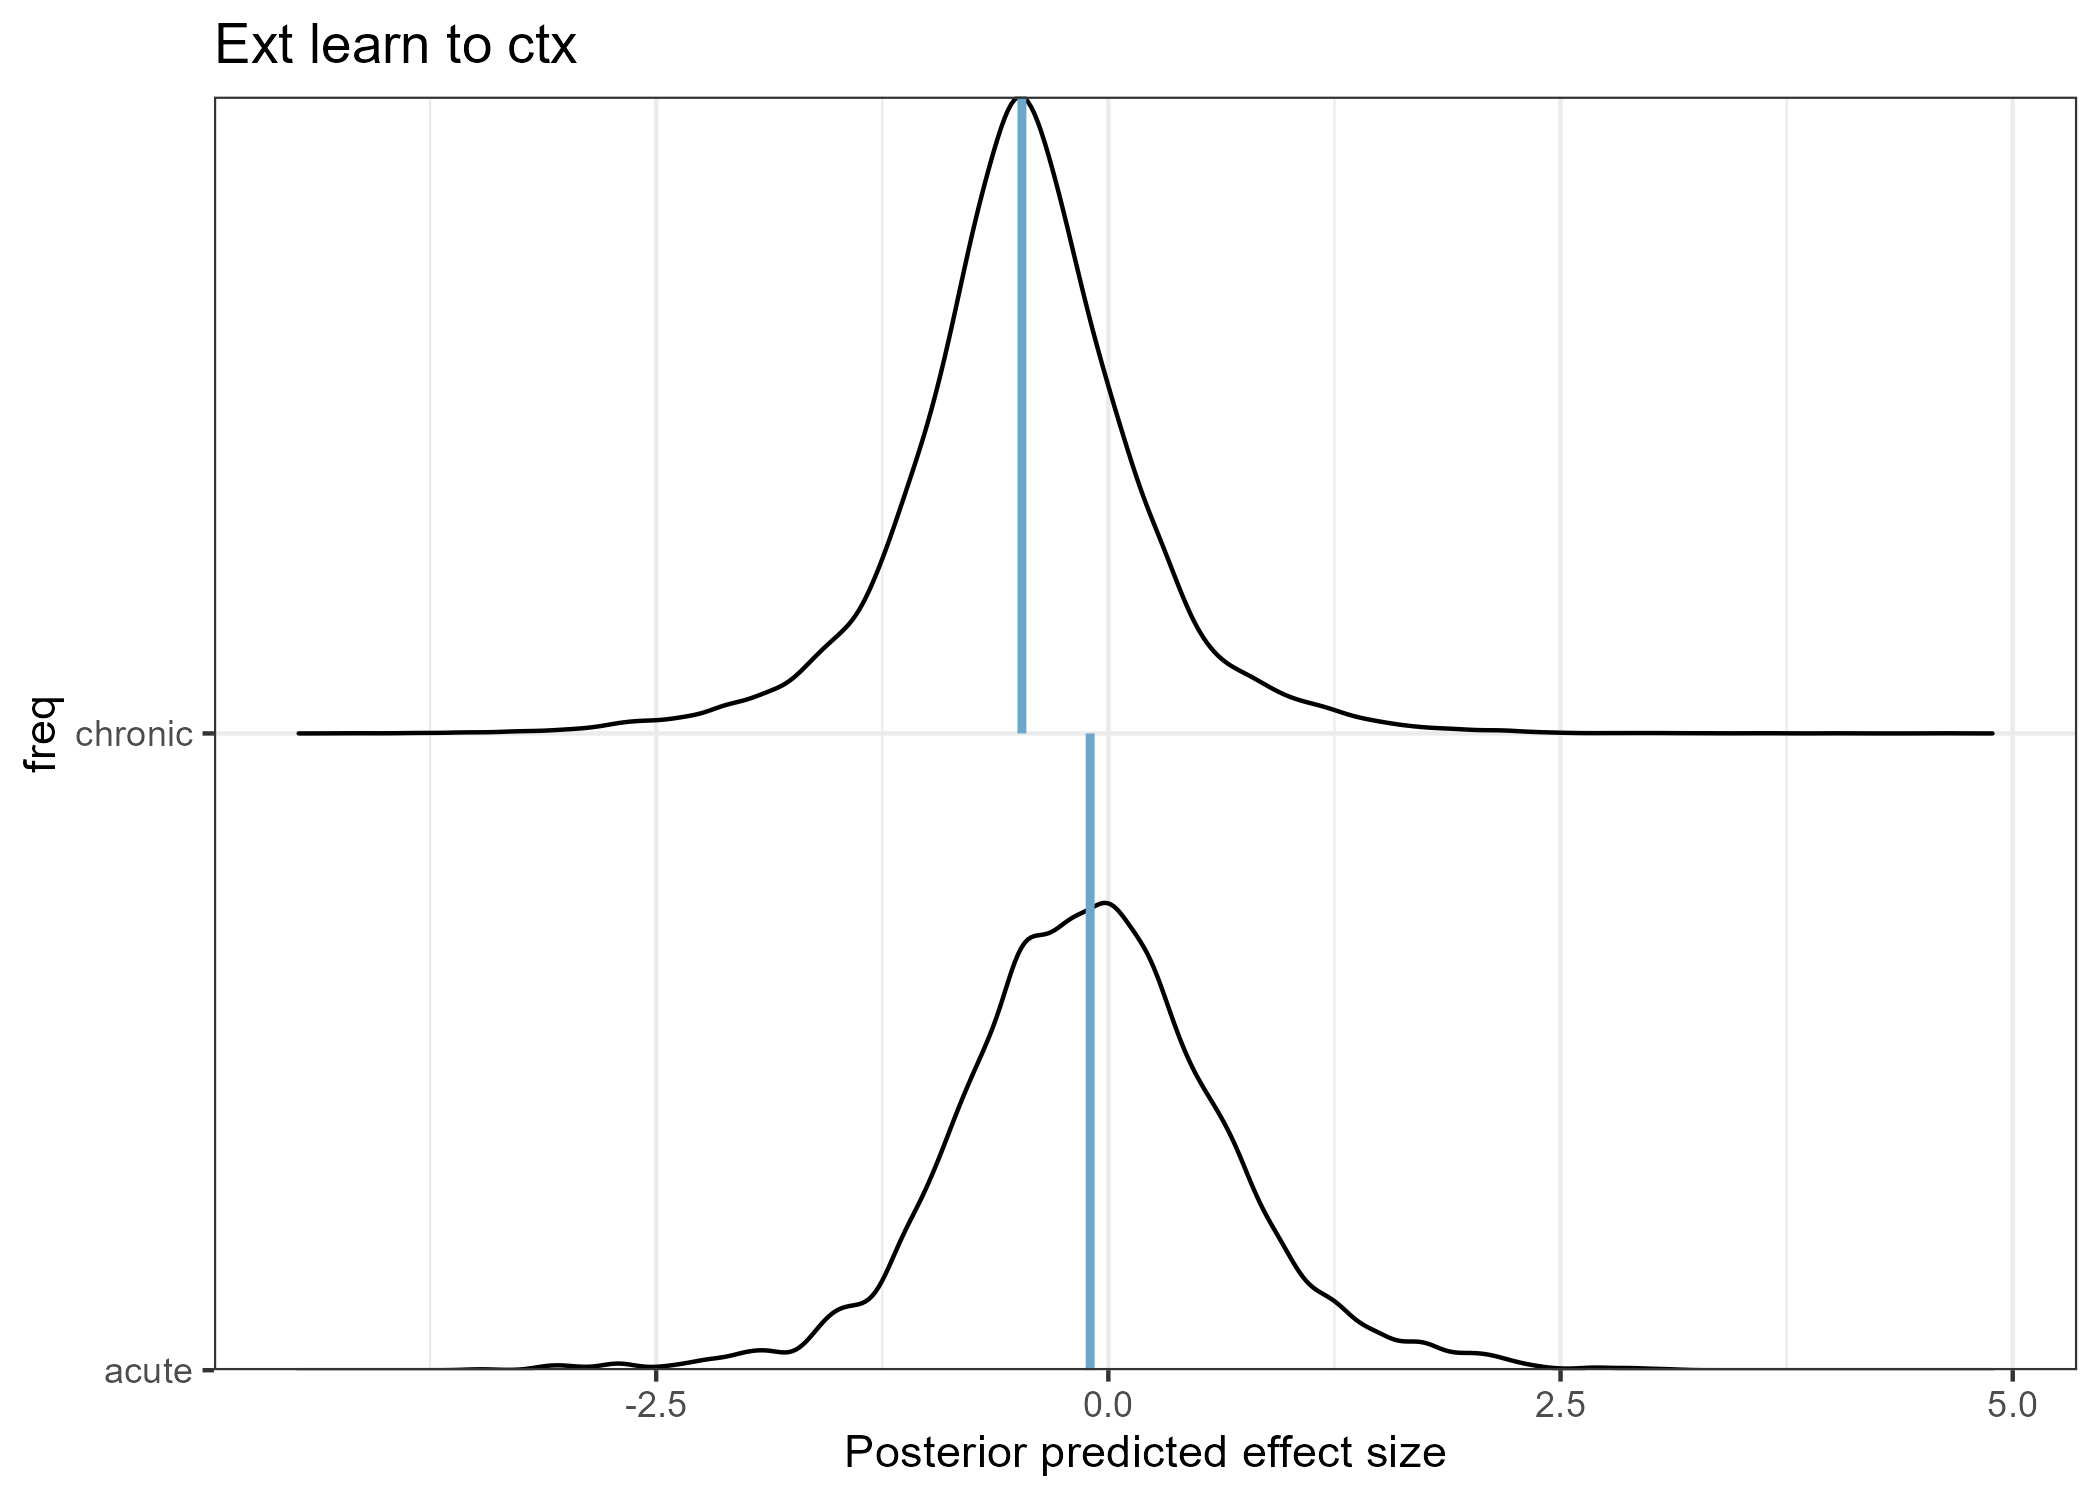 Ext learn to ctx
freq
chronic
acute
-2.5
0.0
2.5
5.0
Posterior predicted effect size